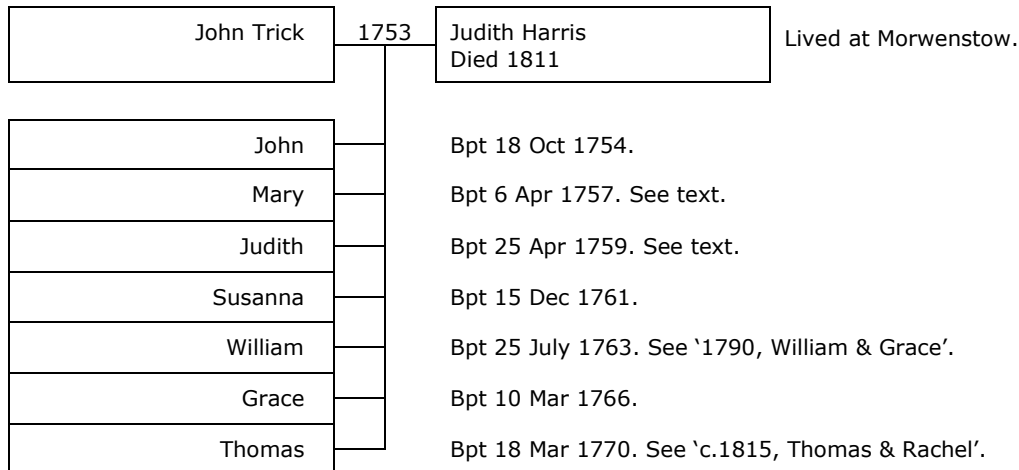 John Trick 1753 Judith Harris Lived at Morwenstow.
Died 1811
John Bpt 18 Oct 1754.
Mary Bpt 6 Apr 1757. See text.
Judith Bpt 25 Apr 1759. See text.
Susanna Bpt 15 Dec 1761.
William Bpt 25 July 1763. See ‘1790, William & Grace’.
Grace Bpt 10 Mar 1766.
Thomas Bpt 18 Mar 1770. See ‘c.1815, Thomas & Rachel’.